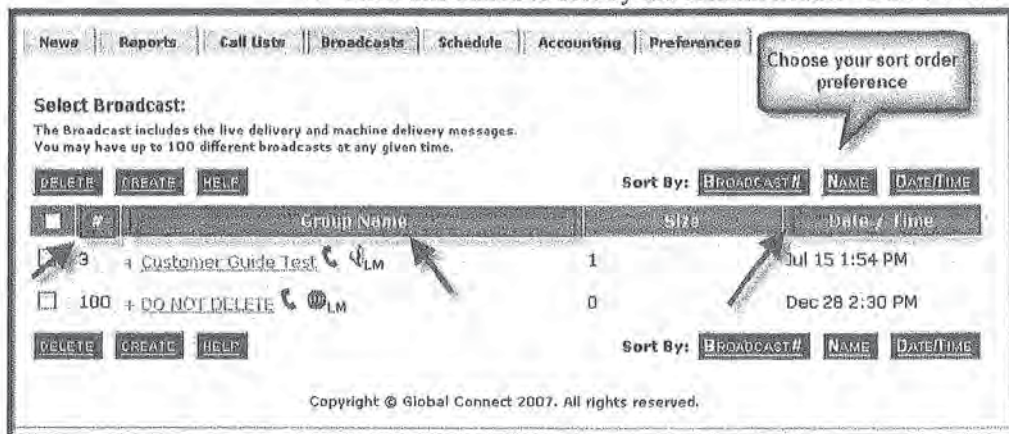 News Reports Call Lists Broadcasts Schedule Accounting Preferences
Choose your sort order
preference
Select Broadcast:
The Broadcast includes the live delivery and machine delivery messages.
You may have up to 100 different broadcasts at any given time.
DELETE CREATE HELP Sort By: BROADCAST# NAME DATE/TIME
# Group Name Size Date / Time
3 + Customer Guide Test LM 1 Jul 15 1:54 PM
100 + DO NOT DELETE LM 0 Dec 28 2:30 PM
DELETE CREATE HELP Sort By: BROADCAST# NAME DATE/TIME
Copyright © Global Connect 2007. All rights reserved.